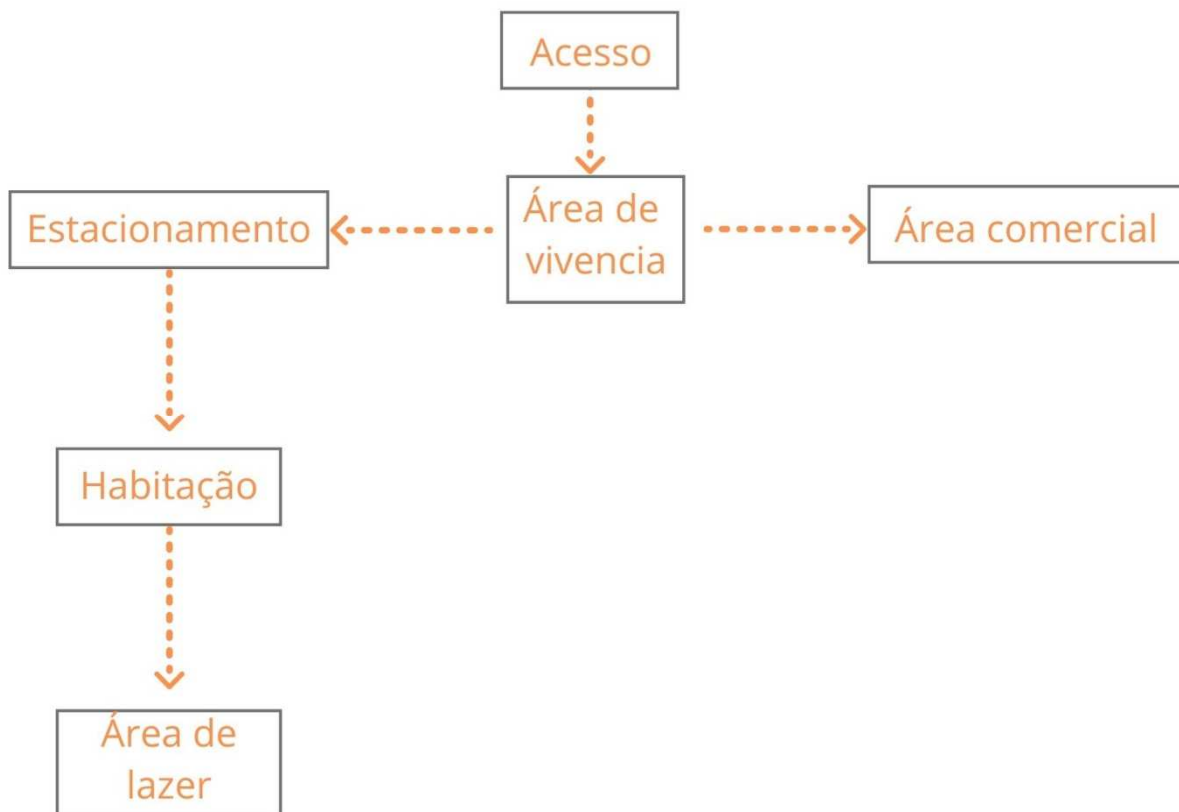 Acesso
Estacionamento
Área de
vivencia
Área comercial
Habitação
Área de
lazer